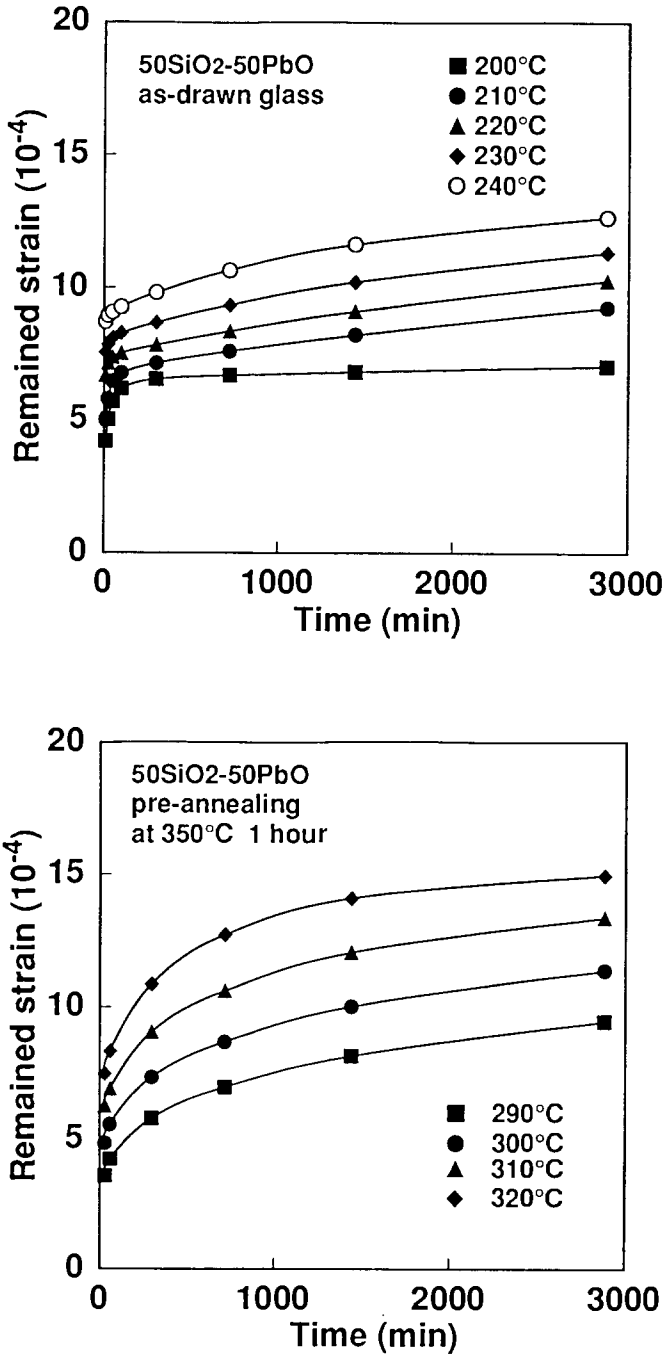 20
15
10
5
0
Remained strain (10-4)
50SiO2-50PbO
as-drawn glass
200°C
210°C
220°C
230°C
240°C
0 1000 2000 3000
Time (min)
20
15
10
5
0
Remained strain (10-4)
50SiO2-50PbO
pre-annealing
at 350°C 1 hour
290°C
300°C
310°C
320°C
0 1000 2000 3000
Time (min)